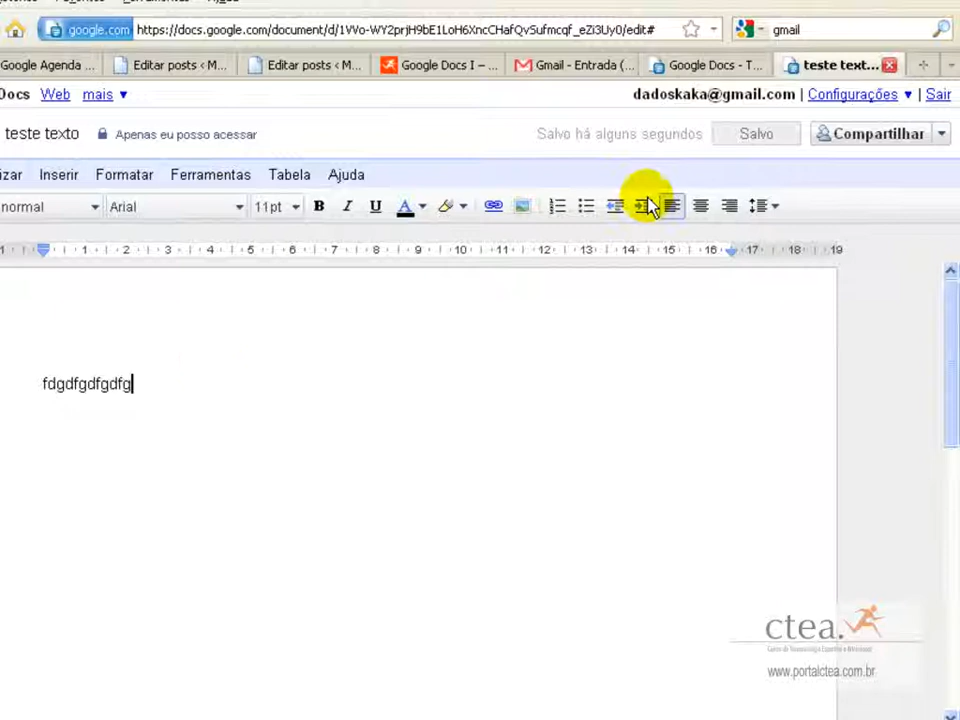 google.com https://docs.google.com/document/d/1VVo-WY2prjH9bE1LoH6XncCHafQvSufmcqf_eZi3Uy0/edit# gmail
Google Agenda ... Editar posts ‹ M... Editar posts ‹ M... Google Docs I – ... Gmail - Entrada (... Google Docs - T... teste text...
Docs Web mais ▼ dadoskaka@gmail.com | Configurações ▼ | Sair
teste texto Apenas eu posso acessar Salvo há alguns segundos Salvo Compartilhar
izar Inserir Formatar Ferramentas Tabela Ajuda
normal Arial 11pt B I U A
1 1 2 3 4 5 6 7 8 9 10 11 12 13 14 15 16 17 18 19
fdgdfgdfgdfg
ctea.
www.portalctea.com.br